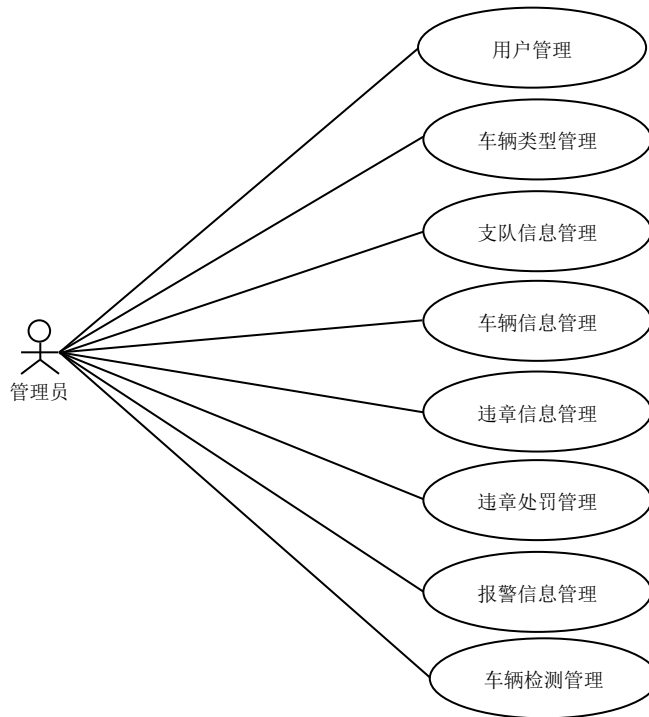 用户管理
车辆类型管理
支队信息管理
车辆信息管理
管理员
违章信息管理
违章处罚管理
报警信息管理
车辆检测管理